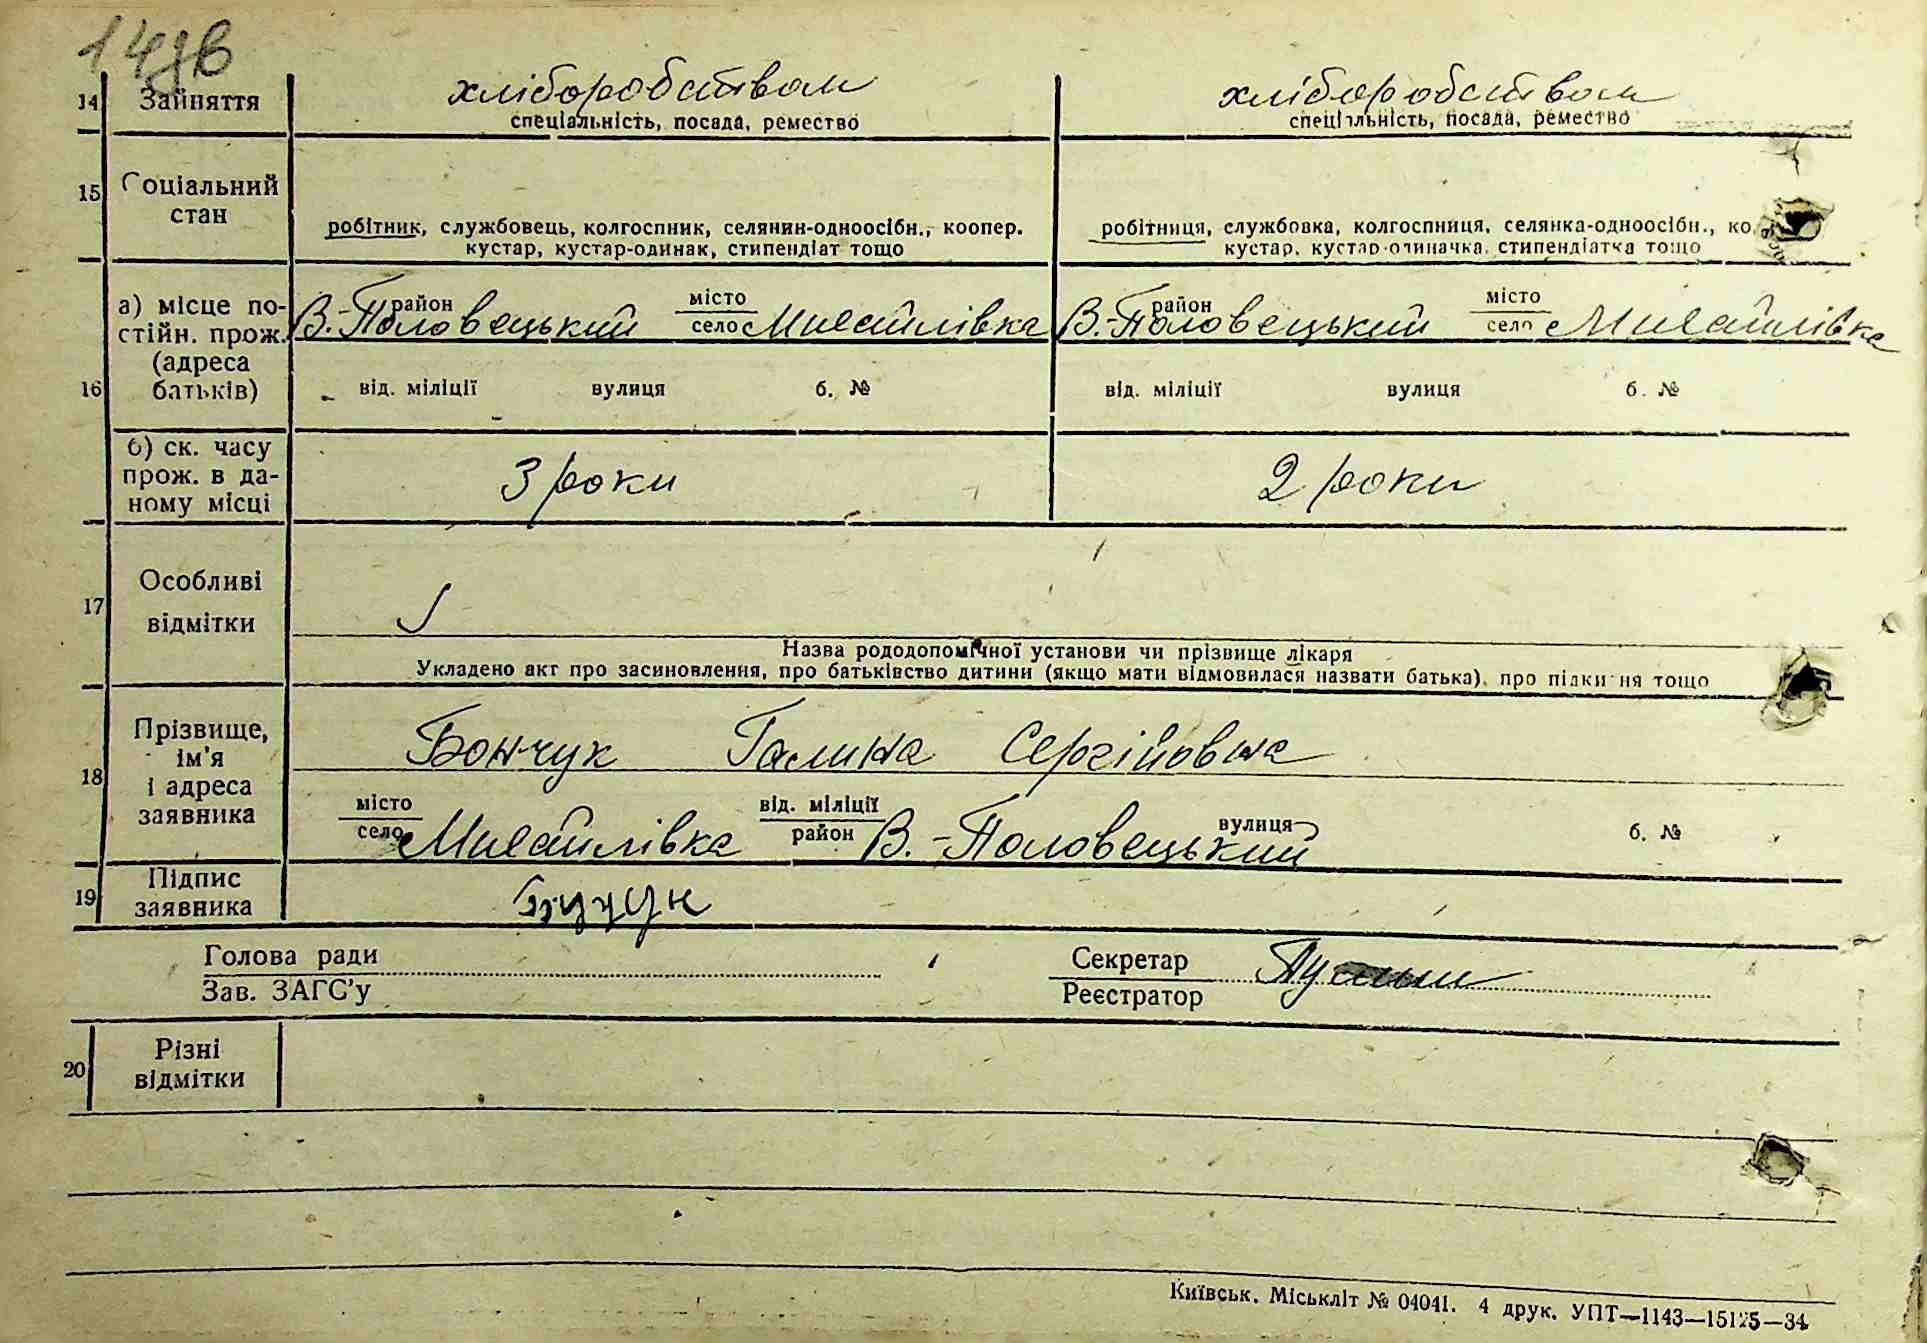 14зв
14 Зайняття хліборобством хліборобством
спеціальність, посада, ремество спеціальність, посада, ремество
15 Соціальний стан
робітник, службовець, колгоспник, селянин-одноосібн., коопер. робітниця, службовка, колгоспниця, селянка-одноосібн., ко
кустар, кустар-одинак, стипендіат тощо кустар, кустар-одиначка, стипендіатка тощо
16 а) місце постійн. прож. (адреса батьків)
район місто район місто
В.-Половецький село Михайлівка В.-Половецький село Михайлівка
від. міліції вулиця б. № від. міліції вулиця б. №
б) ск. часу прож. в даному місці 3 роки 2 роки
17 Особливі відмітки
Назва рододопомічної установи чи прізвище лікаря
Укладено акт про засиновлення, про батьківство дитини (якщо мати відмовилася назвати батька), про підки ня тощо
18 Прізвище, ім'я і адреса заявника
Бончук Галина Сергійовна
місто від. міліції вулиця
село Михайлівка район В.-Половецький б. №
19 Підпис заявника
Голова ради Секретар
Зав. ЗАГС'у Реєстратор
20 Різні відмітки
Київськ. Міськліт № 04041. 4 друк. УПТ—1143—15125—34